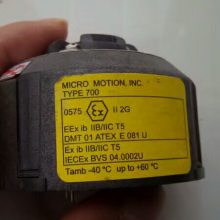 MICRO MOTION, INC.
TYPE 700
0575 Ex II 2G
EEx ib IIB/IIC T5
DMT 01 ATEX E 081 U
Ex ib IIB/IIC T5
IECEx BVS 04.0002U
Tamb -40 °C up to +60 °C